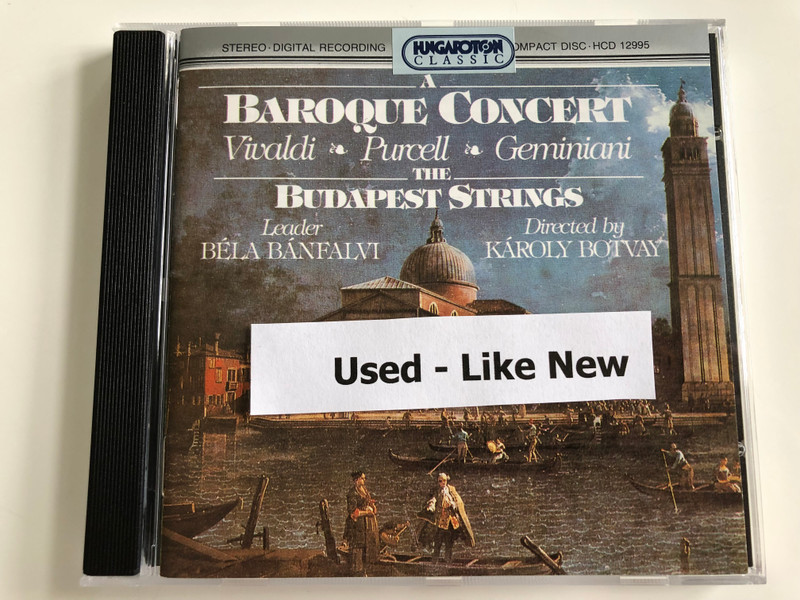 STEREO · DIGITAL RECORDING
HUNGAROTON
CLASSIC
COMPACT DISC · HCD 12995
A
BAROQUE CONCERT
Vivaldi ❧ Purcell ❧ Geminiani
THE
BUDAPEST STRINGS
Leader
BÉLA BÁNFALVI
Directed by
KÁROLY BOTVAY
Used - Like New